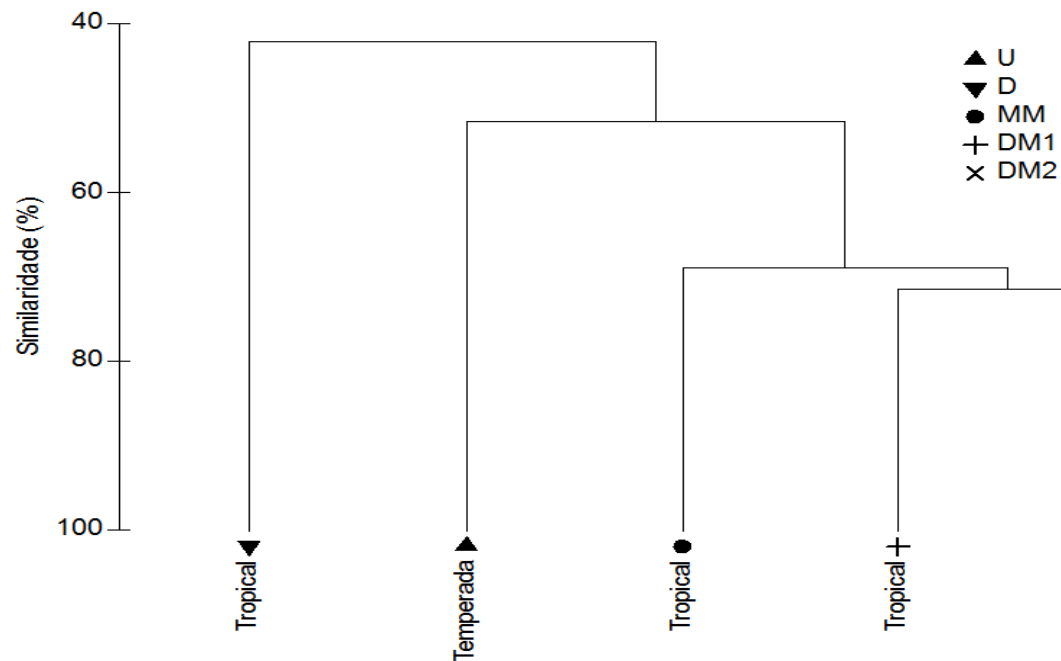 Similaridade (%)
40
60
80
100
U
D
MM
DM1
DM2
Tropical
Temperada
Tropical
Tropical